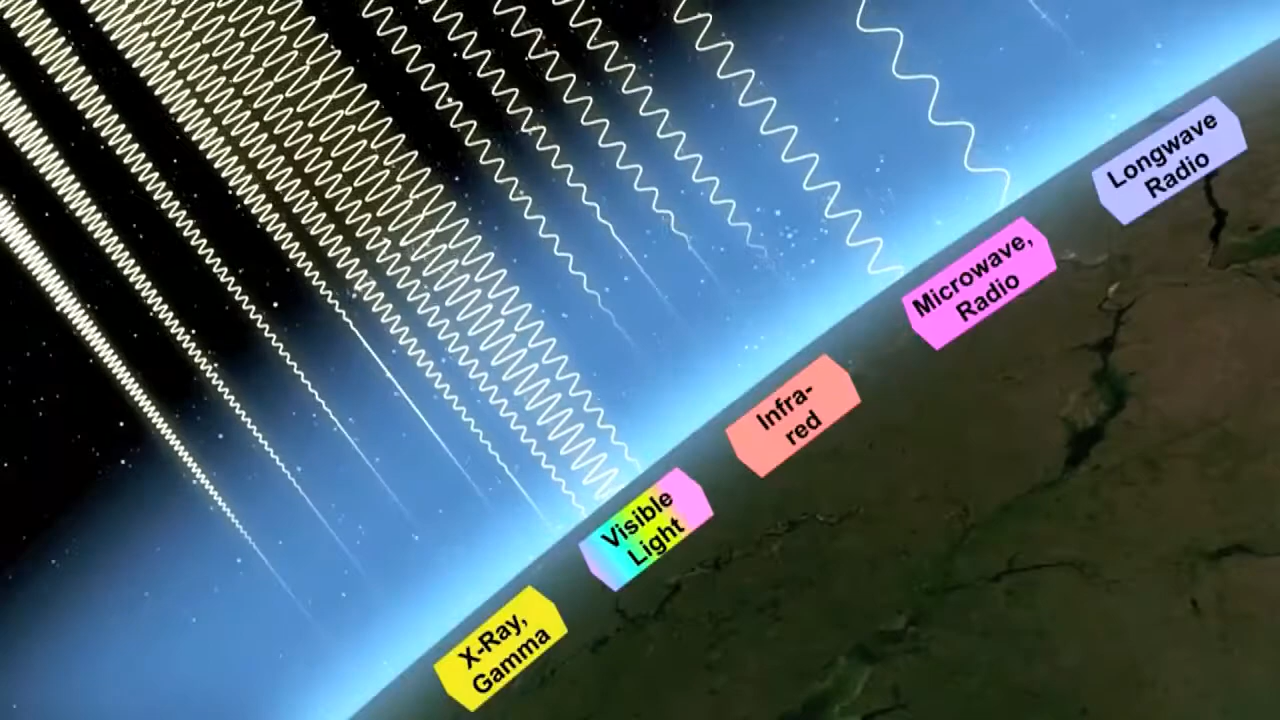 X-Ray,
Gamma
Visible
Light
Infra-
red
Microwave,
Radio
Longwave
Radio